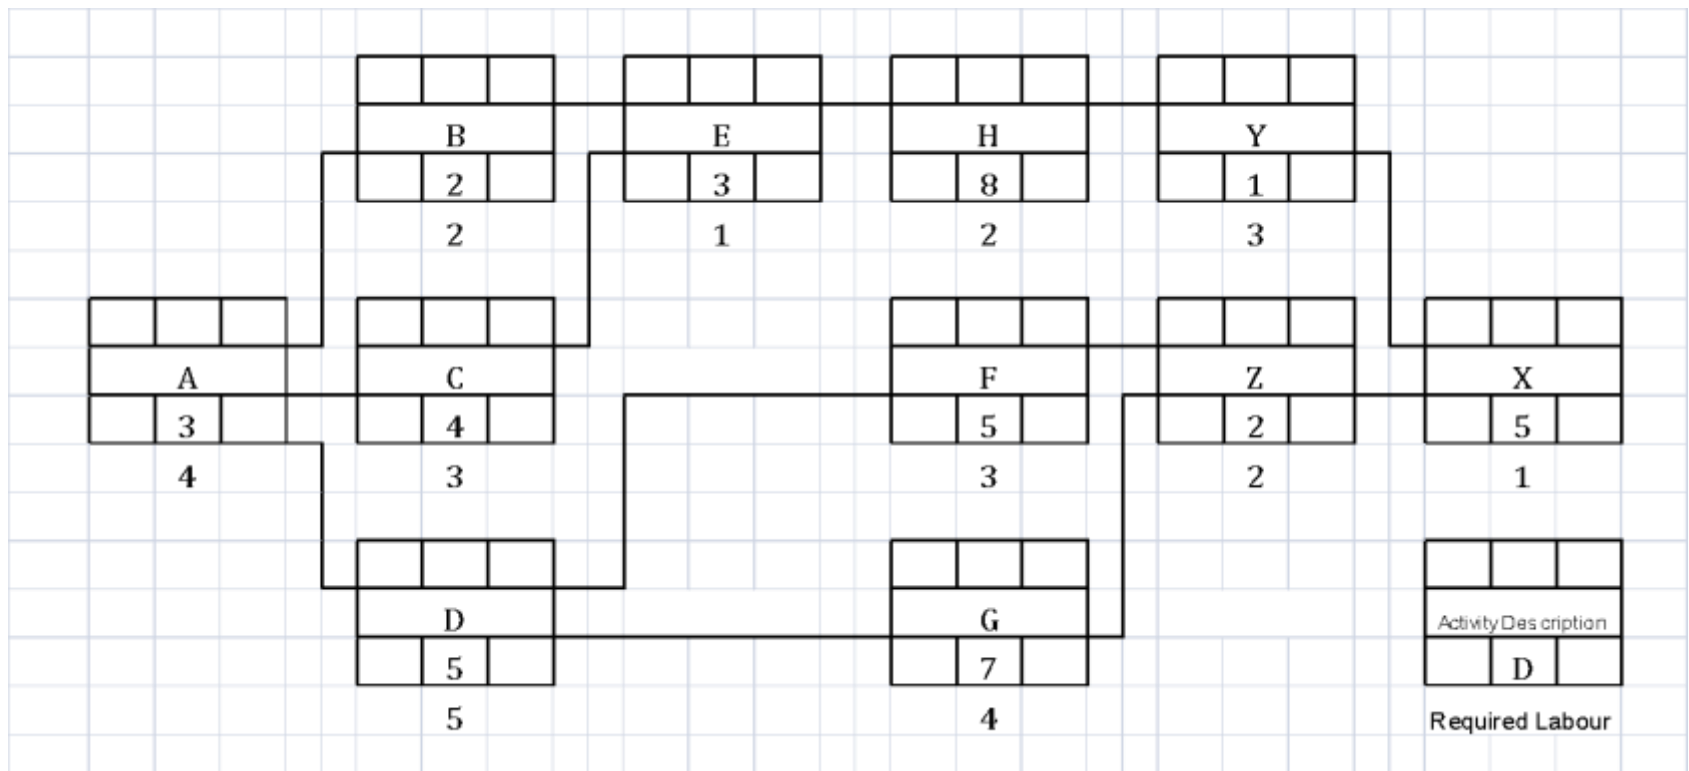 B E H Y
2 3 8 1
2 1 2 3
A C F Z X
3 4 5 2 5
4 3 3 2 1
D G Activity Description
5 7 D
5 4 Required Labour